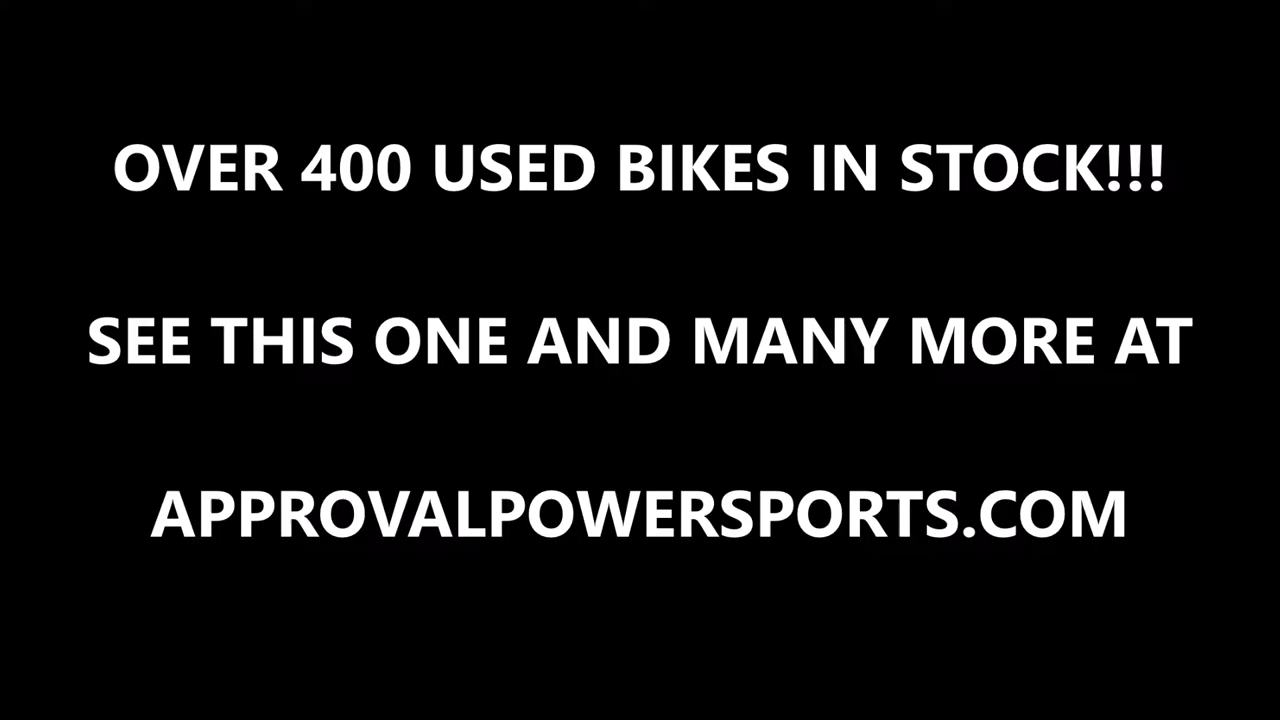 OVER 400 USED BIKES IN STOCK!!!
SEE THIS ONE AND MANY MORE AT
APPROVALPOWERSPORTS.COM